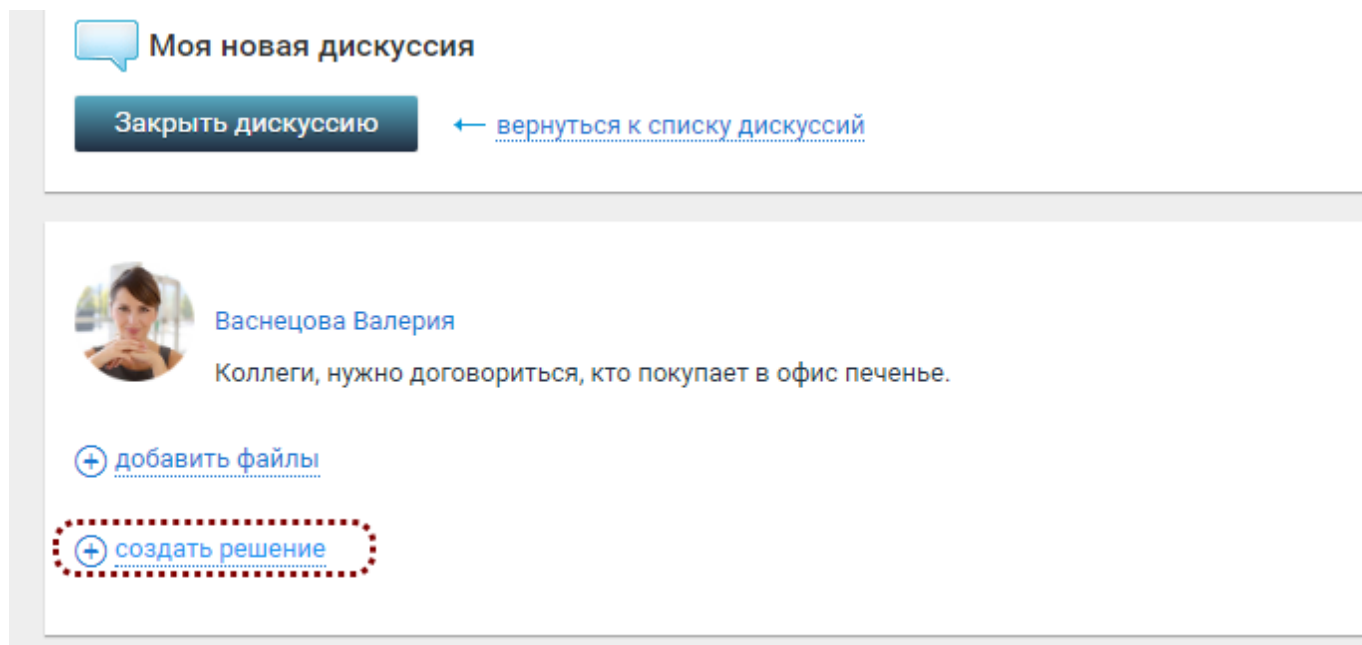 Моя новая дискуссия
Закрыть дискуссию ← вернуться к списку дискуссий
Васнецова Валерия
Коллеги, нужно договориться, кто покупает в офис печенье.
добавить файлы
создать решение